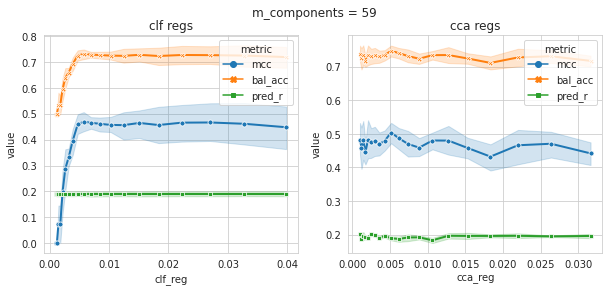 m_components = 59
clf regs
cca regs
value
0.8
0.7
0.6
0.5
0.4
0.3
0.2
0.1
0.0
metric
mcc
bal_acc
pred_r
0.00
0.01
0.02
0.03
0.04
clf_reg
value
0.7
0.6
0.5
0.4
0.3
0.2
metric
mcc
bal_acc
pred_r
0.000
0.005
0.010
0.015
0.020
0.025
0.030
cca_reg